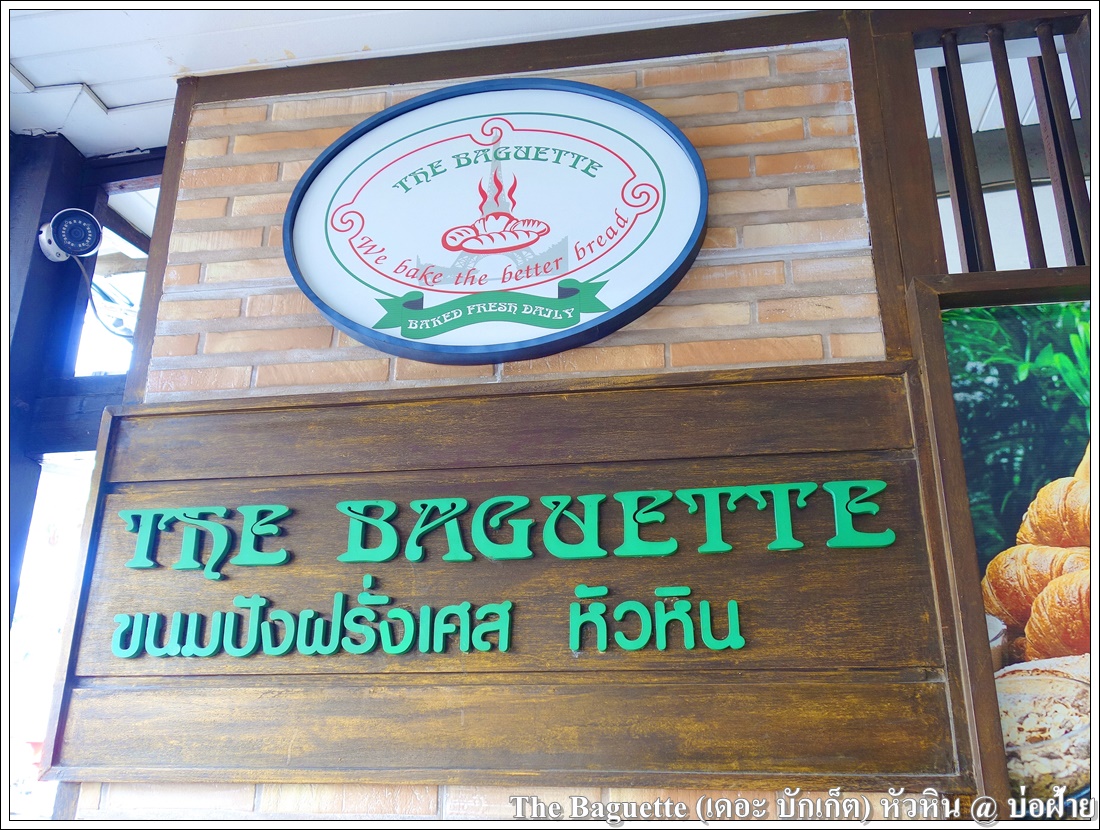 THE BAGUETTE
We bake the better bread
BAKED FRESH DAILY
THE BAGUETTE
ขนมปังฝรั่งเศส หัวหิน
The Baguette (เดอะ บักเก็ต) หัวหิน @ บ่อฝ้าย